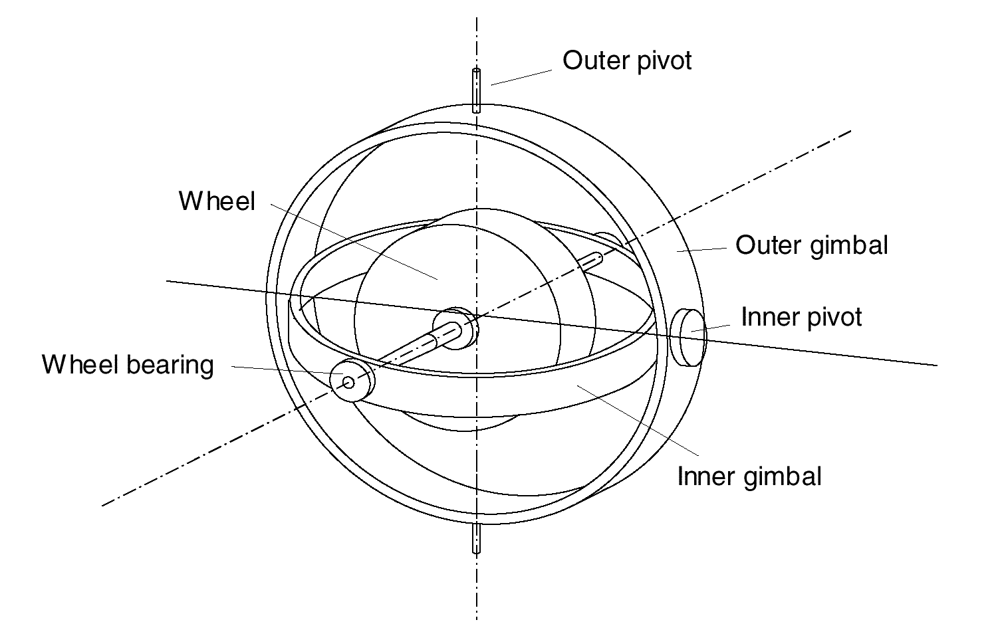 Outer pivot
Wheel
Outer gimbal
Inner pivot
Wheel bearing
Inner gimbal